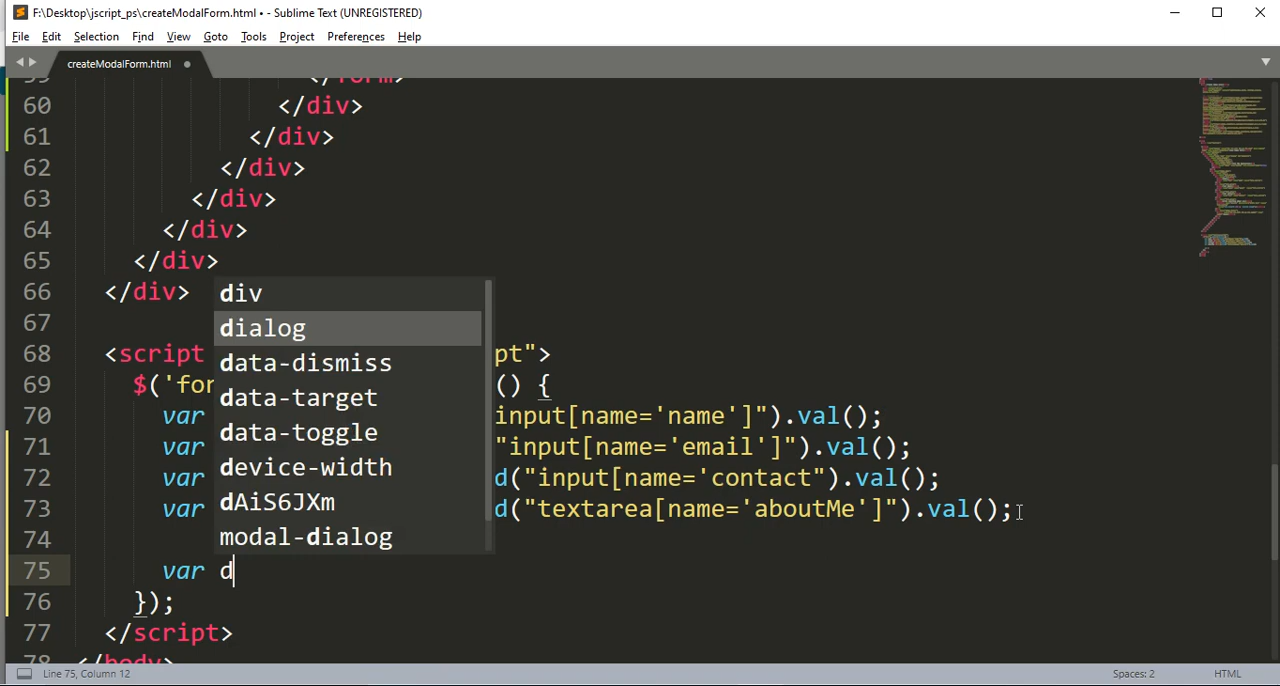 F:\Desktop\jscript_ps\createModalForm.html • - Sublime Text (UNREGISTERED)
File Edit Selection Find View Goto Tools Project Preferences Help
createModalForm.html
59 </form>
60 </div>
61 </div>
62 </div>
63 </div>
64 </div>
65 </div>
66 </div>
67
68 <script pt">
69 $('for () {
70 var input[name='name']").val();
71 var "input[name='email']").val();
72 var d("input[name='contact").val();
73 var d("textarea[name='aboutMe']").val();
74
75 var d
76 });
77 </script>
78 </body>
div
dialog
data-dismiss
data-target
data-toggle
device-width
dAiS6JXm
modal-dialog
Line 75, Column 12 Spaces: 2 HTML